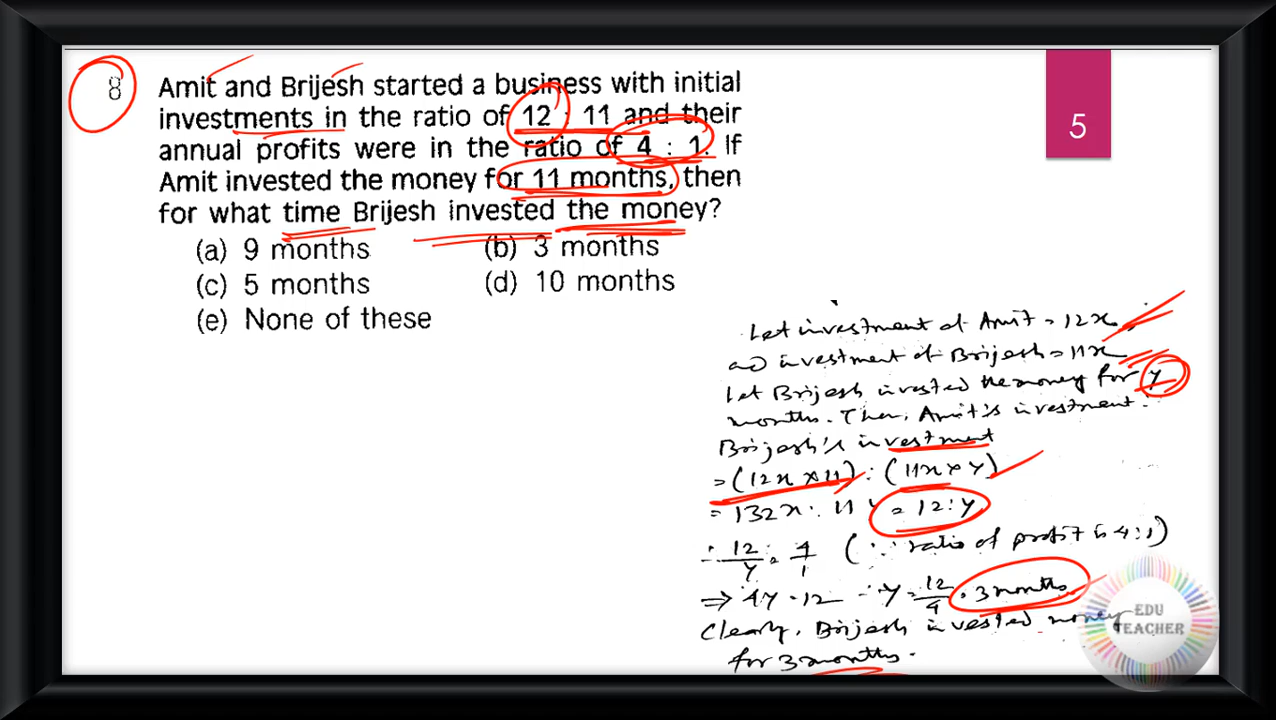 8 Amit and Brijesh started a business with initial
investments in the ratio of 12 : 11 and their
annual profits were in the ratio of 4 : 1. If
Amit invested the money for 11 months, then
for what time Brijesh invested the money?
(a) 9 months (b) 3 months
(c) 5 months (d) 10 months
(e) None of these
5
Let investment of Amit = 12x,
and investment of Brijesh = 11x
Let Brijesh invested the money for y
months. Then, Amit's investment :
Brijesh's investment
= (12x × 11) : (11x × y)
= 132x : 11 y = 12 : y
∴ 12/y = 4/1 (∵ ratio of profit is 4:1)
⇒ 4y = 12 ∴ y = 12/4 = 3 months
Clearly, Brijesh invested money
for 3 months.
EDU
TEACHER